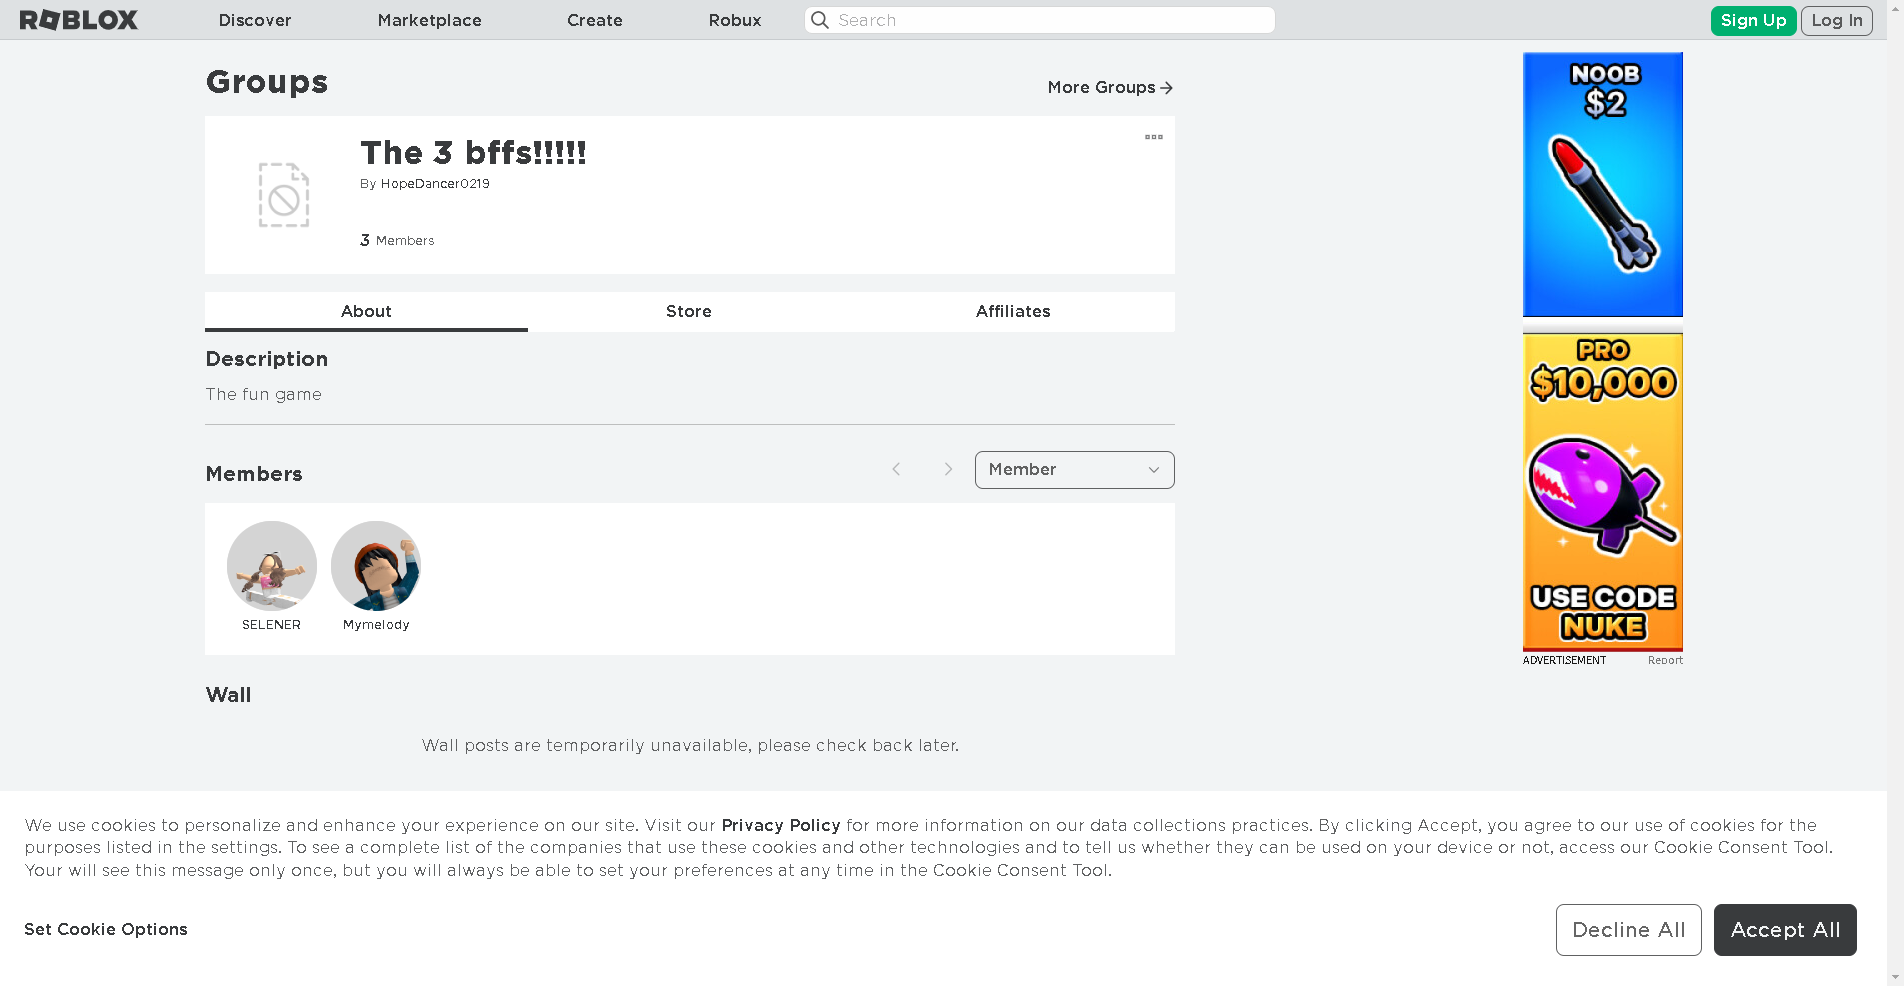 ROBLOX
Discover
Marketplace
Create
Robux
Search
Sign Up
Log In
Groups
More Groups
The 3 bffs!!!!!
By HopeDancer0219
3 Members
About
Store
Affiliates
Description
The fun game
Members
Member
SELENER
Mymelody
Wall
Wall posts are temporarily unavailable, please check back later.
NOOB
$2
PRO
$10,000
USE CODE
NUKE
ADVERTISEMENT
Report
We use cookies to personalize and enhance your experience on our site. Visit our Privacy Policy for more information on our data collections practices. By clicking Accept, you agree to our use of cookies for the
purposes listed in the settings. To see a complete list of the companies that use these cookies and other technologies and to tell us whether they can be used on your device or not, access our Cookie Consent Tool.
Your will see this message only once, but you will always be able to set your preferences at any time in the Cookie Consent Tool.
Set Cookie Options
Decline All
Accept All